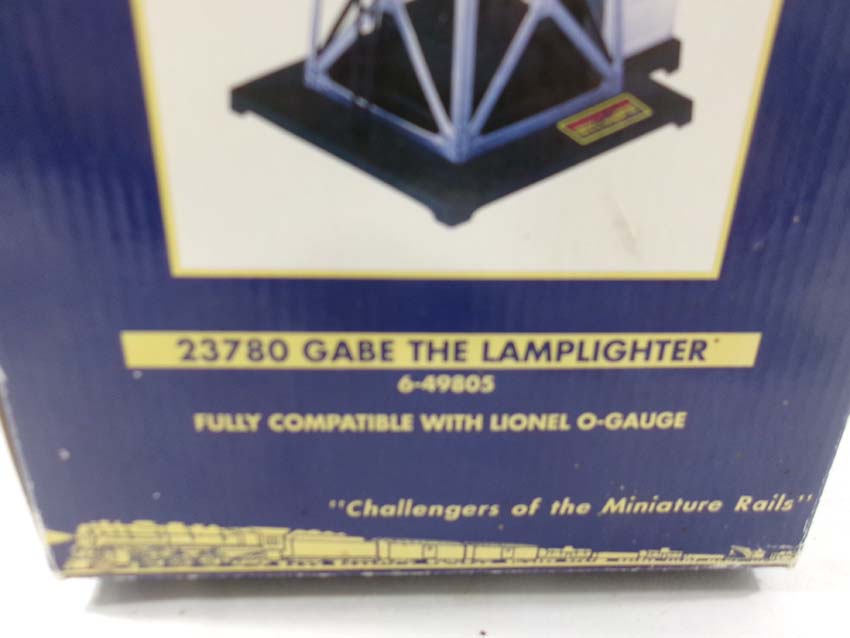 23780 GABE THE LAMPLIGHTER
6-49805
FULLY COMPATIBLE WITH LIONEL O-GAUGE
"Challengers of the Miniature Rails"